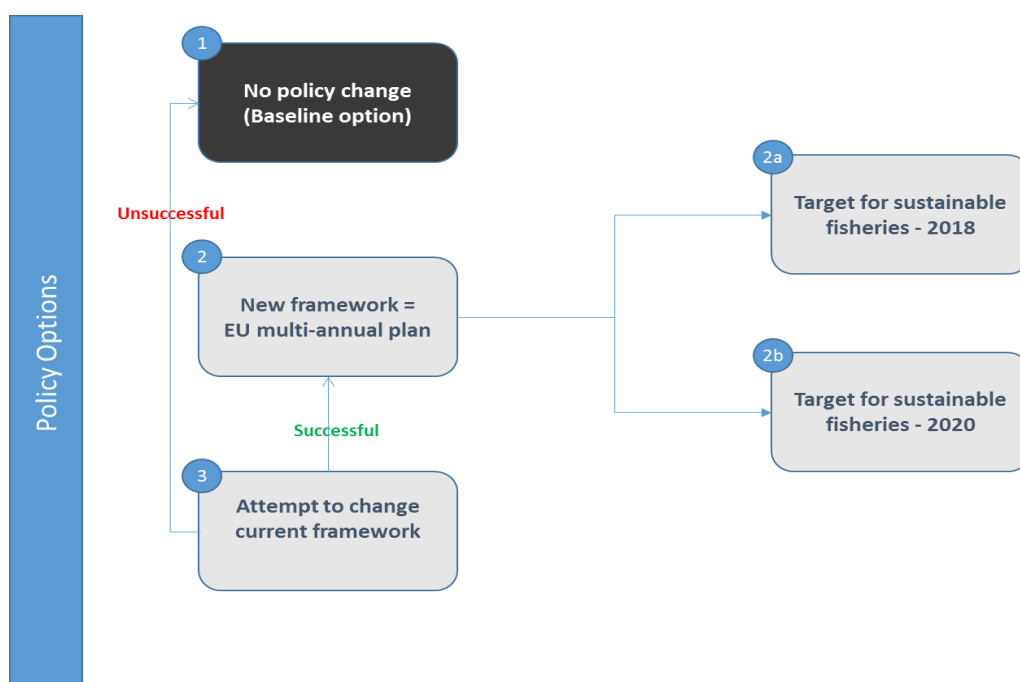 Policy Options
1
No policy change
(Baseline option)
Unsuccessful
2
New framework =
EU multi-annual plan
Successful
3
Attempt to change
current framework
2a
Target for sustainable
fisheries - 2018
2b
Target for sustainable
fisheries - 2020